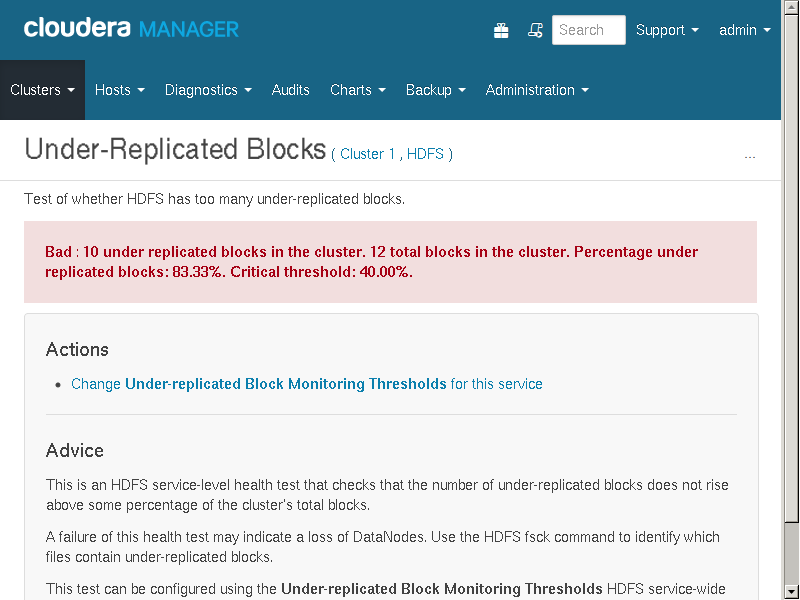 cloudera MANAGER
Search
Support
admin
Clusters
Hosts
Diagnostics
Audits
Charts
Backup
Administration
Under-Replicated Blocks ( Cluster 1 , HDFS )
...
Test of whether HDFS has too many under-replicated blocks.
Bad : 10 under replicated blocks in the cluster. 12 total blocks in the cluster. Percentage under
replicated blocks: 83.33%. Critical threshold: 40.00%.
Actions
• Change Under-replicated Block Monitoring Thresholds for this service
Advice
This is an HDFS service-level health test that checks that the number of under-replicated blocks does not rise
above some percentage of the cluster's total blocks.
A failure of this health test may indicate a loss of DataNodes. Use the HDFS fsck command to identify which
files contain under-replicated blocks.
This test can be configured using the Under-replicated Block Monitoring Thresholds HDFS service-wide